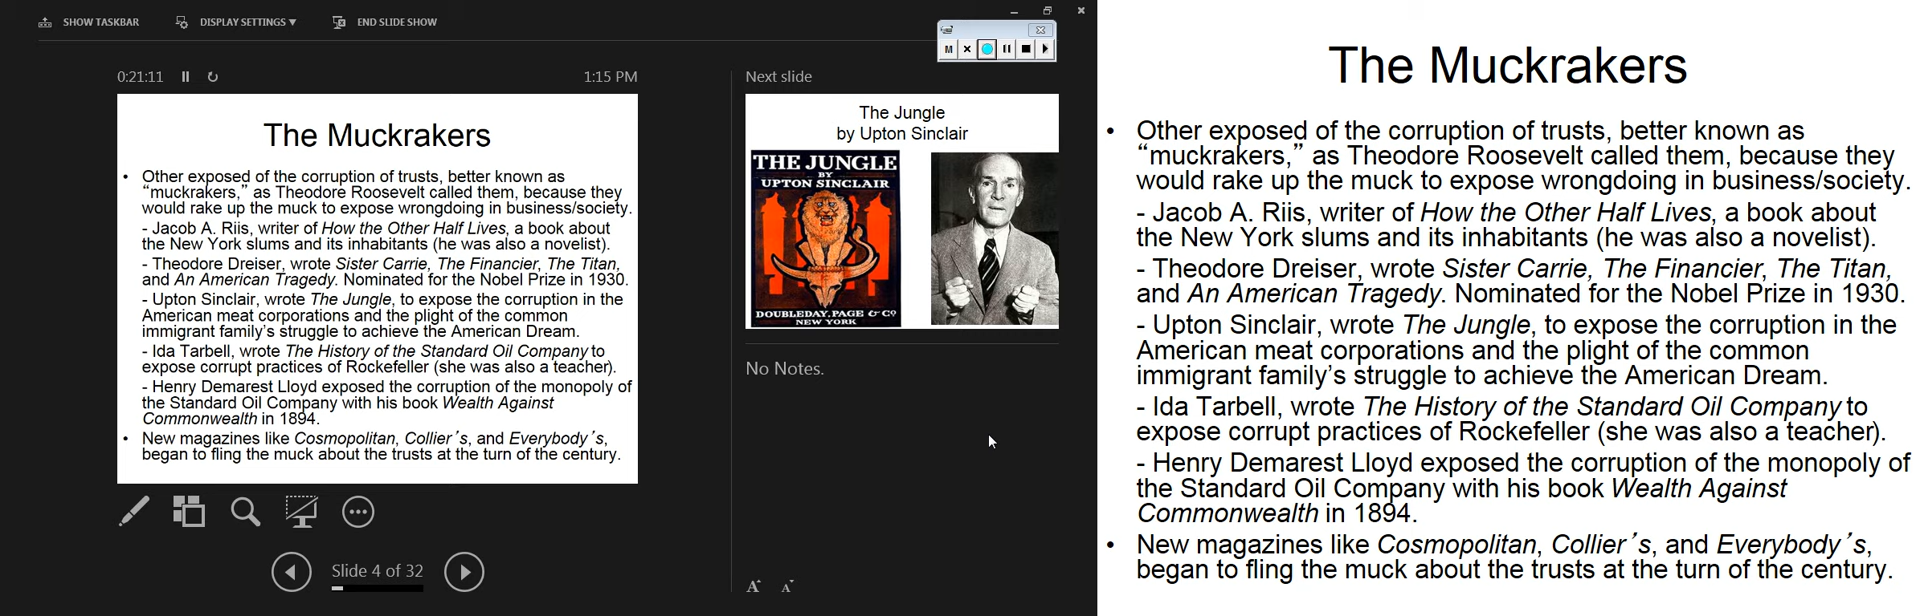 SHOW TASKBAR
DISPLAY SETTINGS ▼
END SLIDE SHOW
M
0:21:11
1:15 PM
The Muckrakers
• Other exposed of the corruption of trusts, better known as
“muckrakers,” as Theodore Roosevelt called them, because they
would rake up the muck to expose wrongdoing in business/society.
- Jacob A. Riis, writer of How the Other Half Lives, a book about
the New York slums and its inhabitants (he was also a novelist).
- Theodore Dreiser, wrote Sister Carrie, The Financier, The Titan,
and An American Tragedy. Nominated for the Nobel Prize in 1930.
- Upton Sinclair, wrote The Jungle, to expose the corruption in the
American meat corporations and the plight of the common
immigrant family’s struggle to achieve the American Dream.
- Ida Tarbell, wrote The History of the Standard Oil Company to
expose corrupt practices of Rockefeller (she was also a teacher).
- Henry Demarest Lloyd exposed the corruption of the monopoly of
the Standard Oil Company with his book Wealth Against
Commonwealth in 1894.
• New magazines like Cosmopolitan, Collier’s, and Everybody’s,
began to fling the muck about the trusts at the turn of the century.
Slide 4 of 32
Next slide
The Jungle
by Upton Sinclair
THE JUNGLE
BY
UPTON SINCLAIR
DOUBLEDAY, PAGE & Co
NEW YORK
No Notes.
A A
The Muckrakers
• Other exposed of the corruption of trusts, better known as
“muckrakers,” as Theodore Roosevelt called them, because they
would rake up the muck to expose wrongdoing in business/society.
- Jacob A. Riis, writer of How the Other Half Lives, a book about
the New York slums and its inhabitants (he was also a novelist).
- Theodore Dreiser, wrote Sister Carrie, The Financier, The Titan,
and An American Tragedy. Nominated for the Nobel Prize in 1930.
- Upton Sinclair, wrote The Jungle, to expose the corruption in the
American meat corporations and the plight of the common
immigrant family’s struggle to achieve the American Dream.
- Ida Tarbell, wrote The History of the Standard Oil Company to
expose corrupt practices of Rockefeller (she was also a teacher).
- Henry Demarest Lloyd exposed the corruption of the monopoly of
the Standard Oil Company with his book Wealth Against
Commonwealth in 1894.
• New magazines like Cosmopolitan, Collier’s, and Everybody’s,
began to fling the muck about the trusts at the turn of the century.